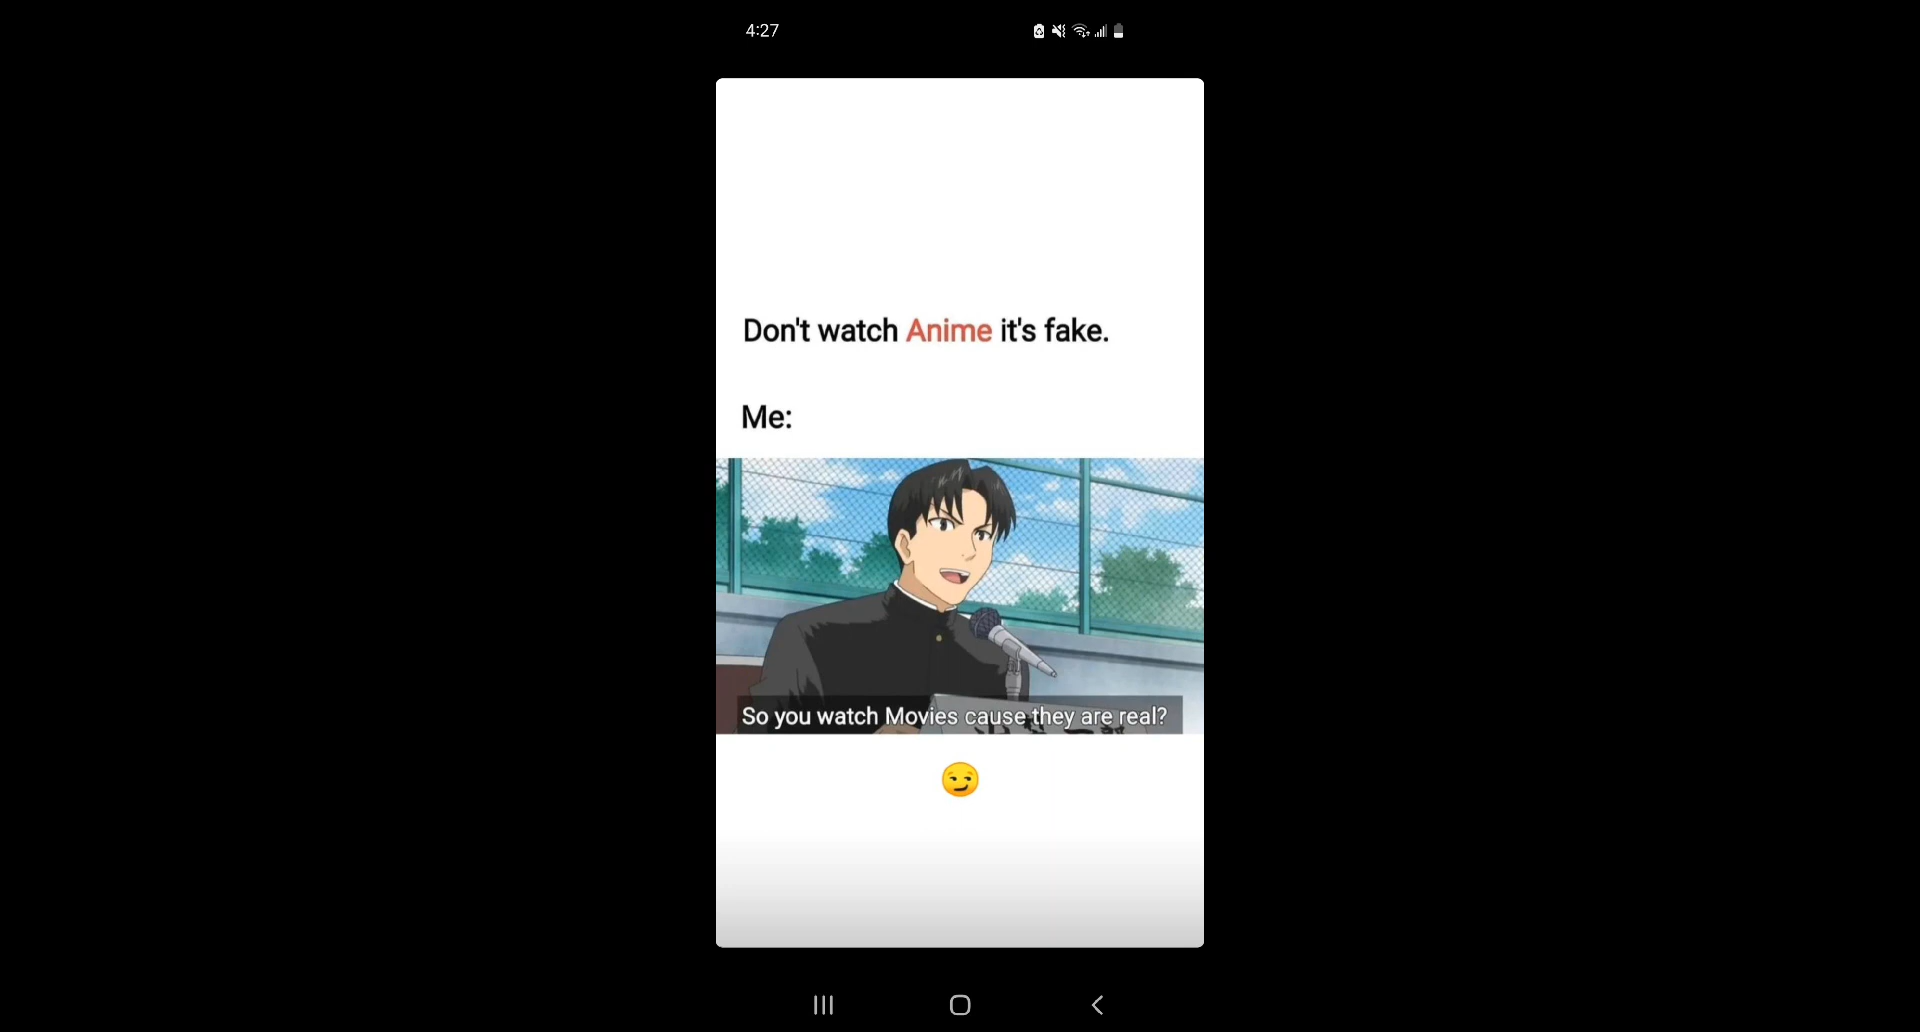 4:27
Don't watch Anime it's fake.
Me:
So you watch Movies cause they are real?